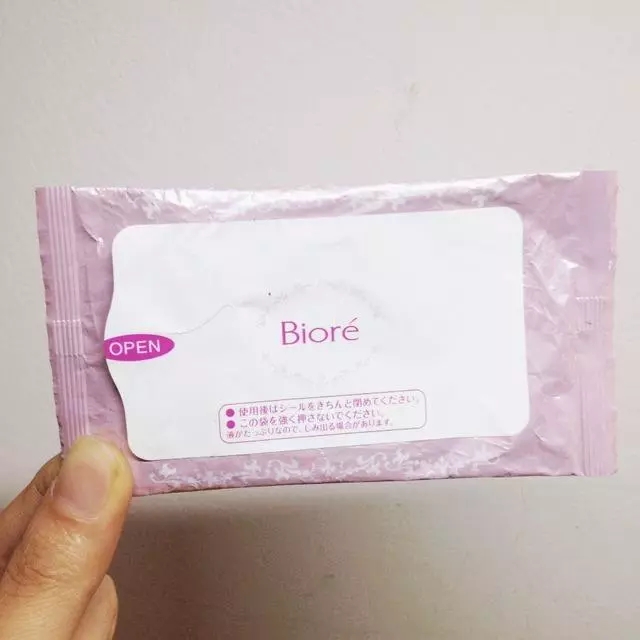 OPEN
Bioré
● 使用後はシールをきちんと閉めてください。
● この袋を強く押さないでください。
液がたっぷりなので、しみ出る場合があります。